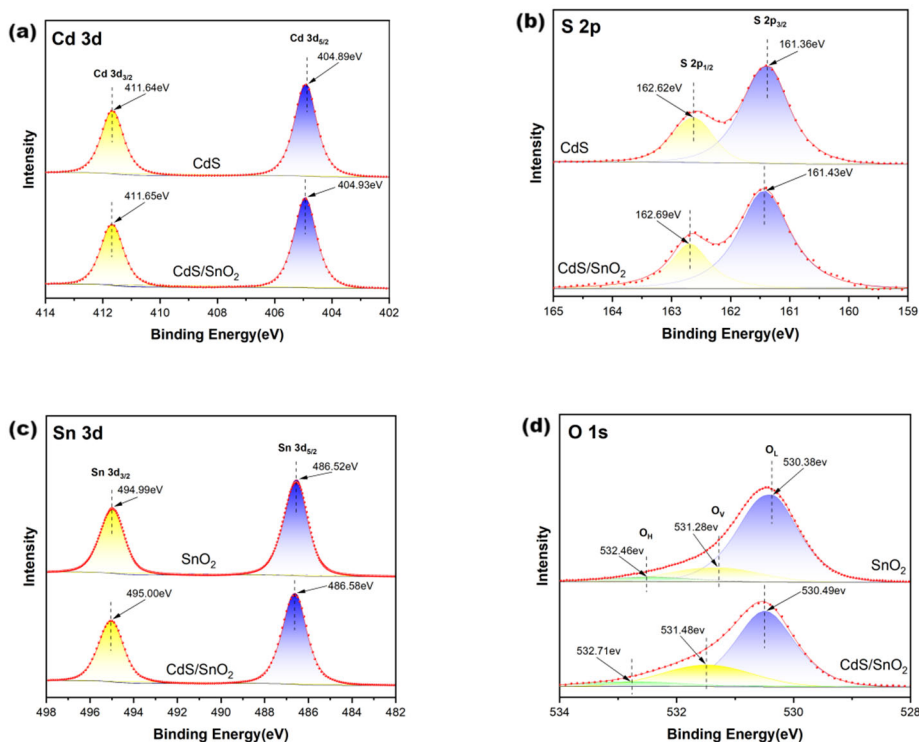 (a)
Cd 3d
Cd 3d5/2
404.89eV
Cd 3d3/2
411.64eV
CdS
404.93eV
411.65eV
CdS/SnO2
Intensity
414 412 410 408 406 404 402
Binding Energy(eV)
(b)
S 2p
S 2p3/2
161.36eV
S 2p1/2
162.62eV
CdS
161.43eV
162.69eV
CdS/SnO2
Intensity
165 164 163 162 161 160 159
Binding Energy(eV)
(c)
Sn 3d
Sn 3d5/2
486.52eV
Sn 3d3/2
494.99eV
SnO2
486.58eV
495.00eV
CdS/SnO2
Intensity
498 496 494 492 490 488 486 484 482
Binding Energy(eV)
(d)
O 1s
OL
530.38ev
OV
531.28ev
OH
532.46ev
SnO2
530.49ev
531.48ev
532.71ev
CdS/SnO2
Intensity
534 532 530 528
Binding Energy(eV)